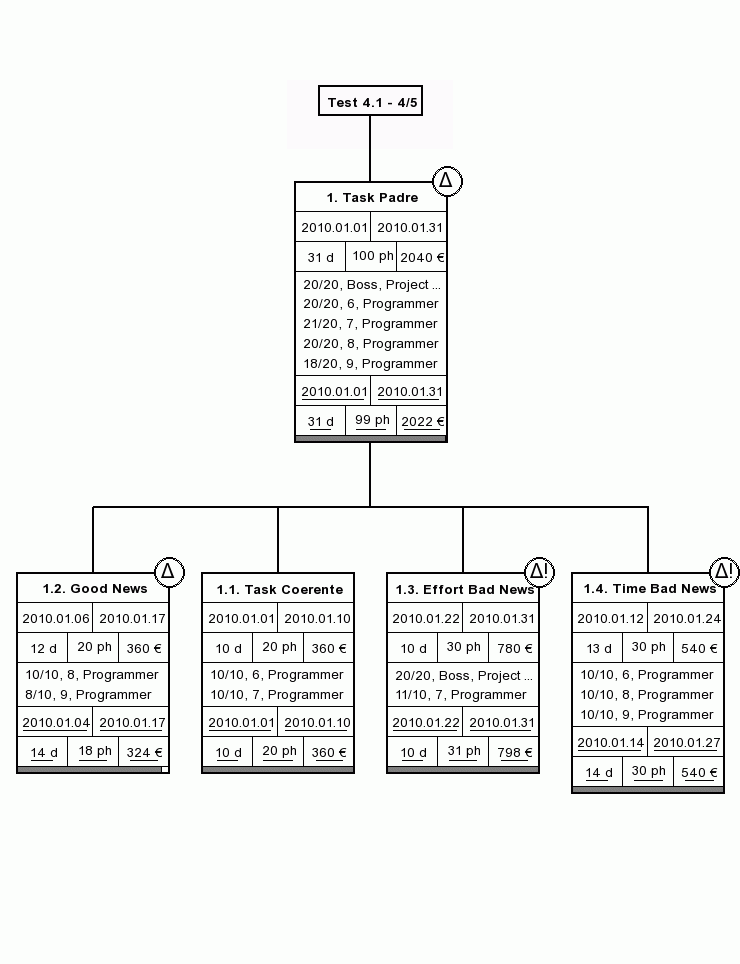 Test 4.1 - 4/5
Δ
1. Task Padre
2010.01.01 2010.01.31
31 d 100 ph 2040 €
20/20, Boss, Project ...
20/20, 6, Programmer
21/20, 7, Programmer
20/20, 8, Programmer
18/20, 9, Programmer
2010.01.01 2010.01.31
31 d 99 ph 2022 €
Δ
1.2. Good News
2010.01.06 2010.01.17
12 d 20 ph 360 €
10/10, 8, Programmer
8/10, 9, Programmer
2010.01.04 2010.01.17
14 d 18 ph 324 €
1.1. Task Coerente
2010.01.01 2010.01.10
10 d 20 ph 360 €
10/10, 6, Programmer
10/10, 7, Programmer
2010.01.01 2010.01.10
10 d 20 ph 360 €
Δ!
1.3. Effort Bad News
2010.01.22 2010.01.31
10 d 30 ph 780 €
20/20, Boss, Project ...
11/10, 7, Programmer
2010.01.22 2010.01.31
10 d 31 ph 798 €
Δ!
1.4. Time Bad News
2010.01.12 2010.01.24
13 d 30 ph 540 €
10/10, 6, Programmer
10/10, 8, Programmer
10/10, 9, Programmer
2010.01.14 2010.01.27
14 d 30 ph 540 €